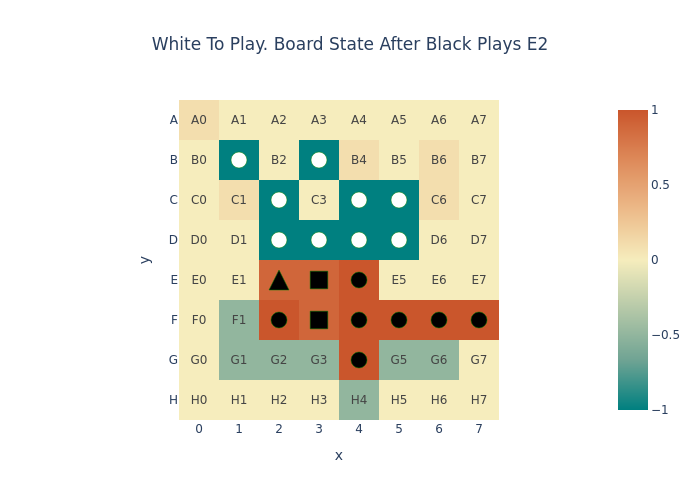 White To Play. Board State After Black Plays E2
A A0 A1 A2 A3 A4 A5 A6 A7
B B0 B2 B4 B5 B6 B7
C C0 C1 C3 C6 C7
D D0 D1 D6 D7
E E0 E1 E5 E6 E7
F F0 F1
G G0 G1 G2 G3 G5 G6 G7
H H0 H1 H2 H3 H4 H5 H6 H7
0 1 2 3 4 5 6 7
x
y
1
0.5
0
−0.5
−1